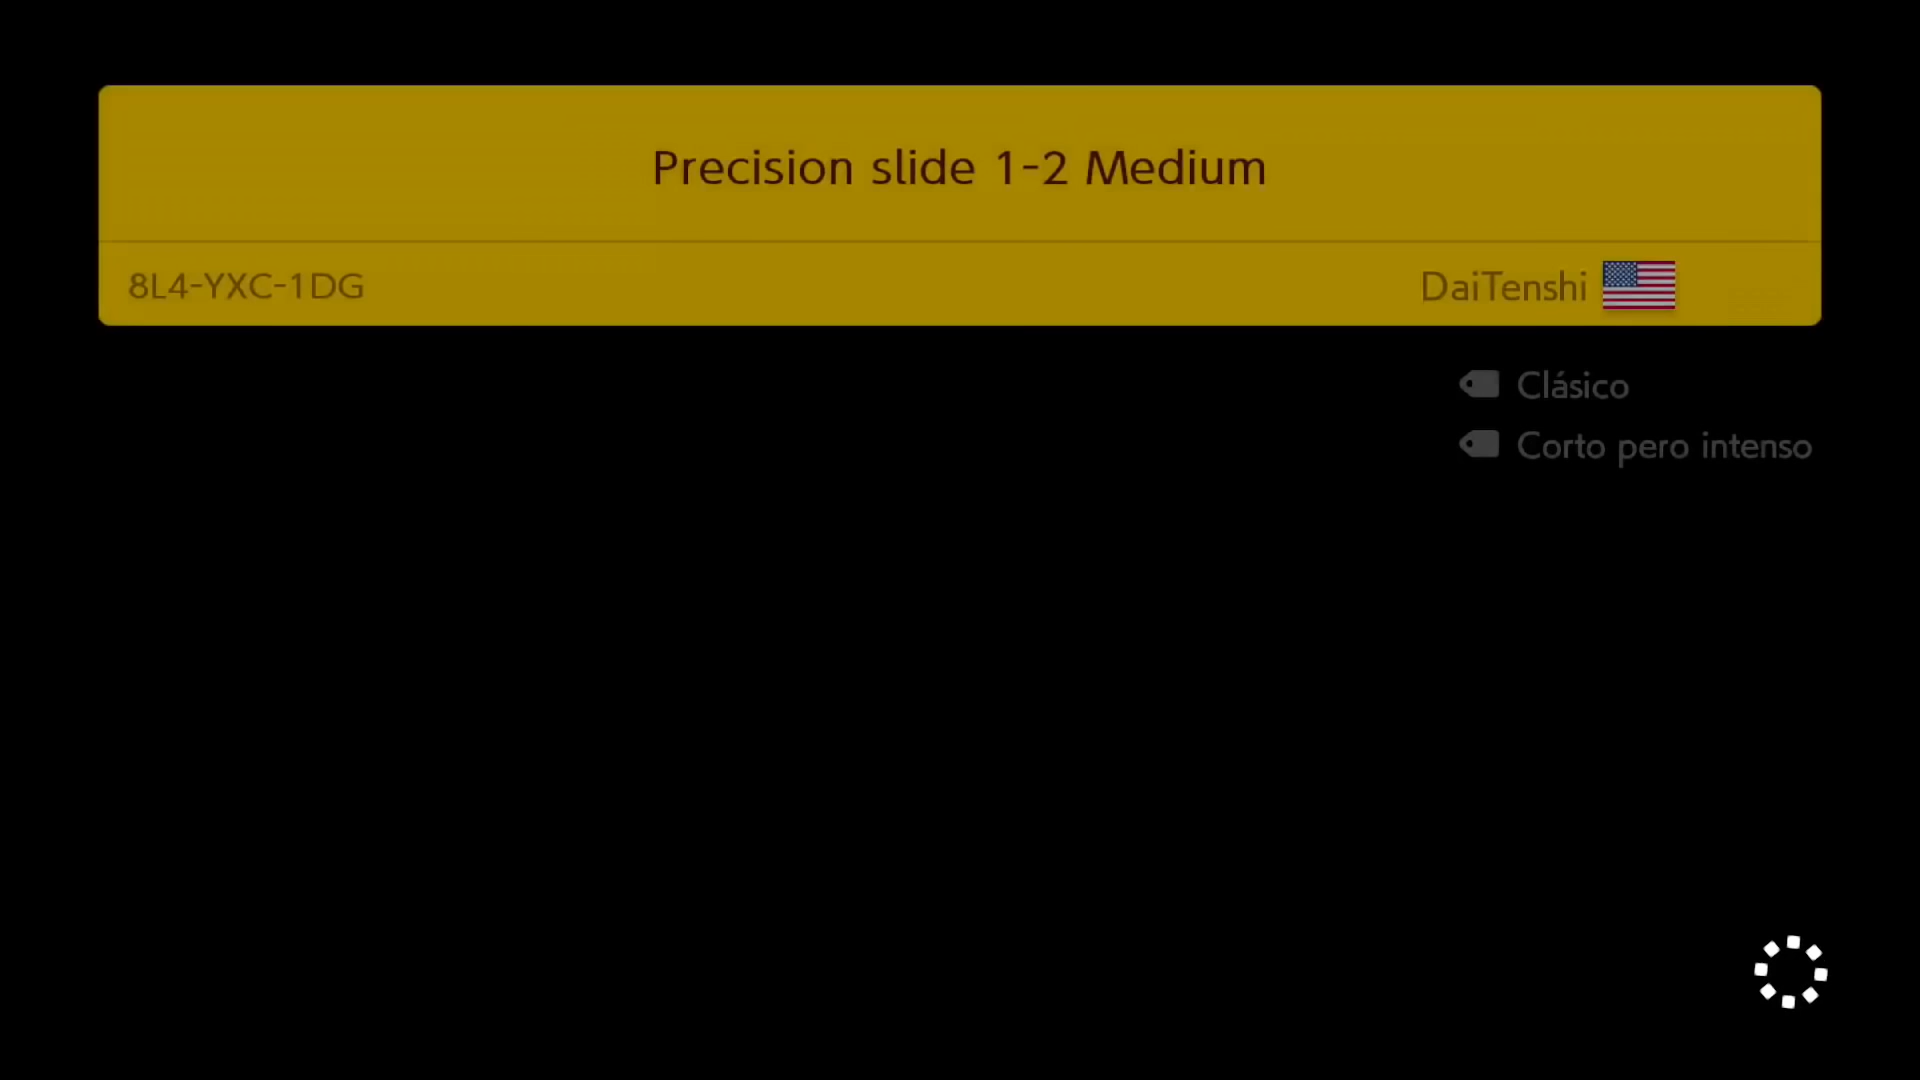 Precision slide 1-2 Medium
8L4-YXC-1DG
DaiTenshi
Clásico
Corto pero intenso